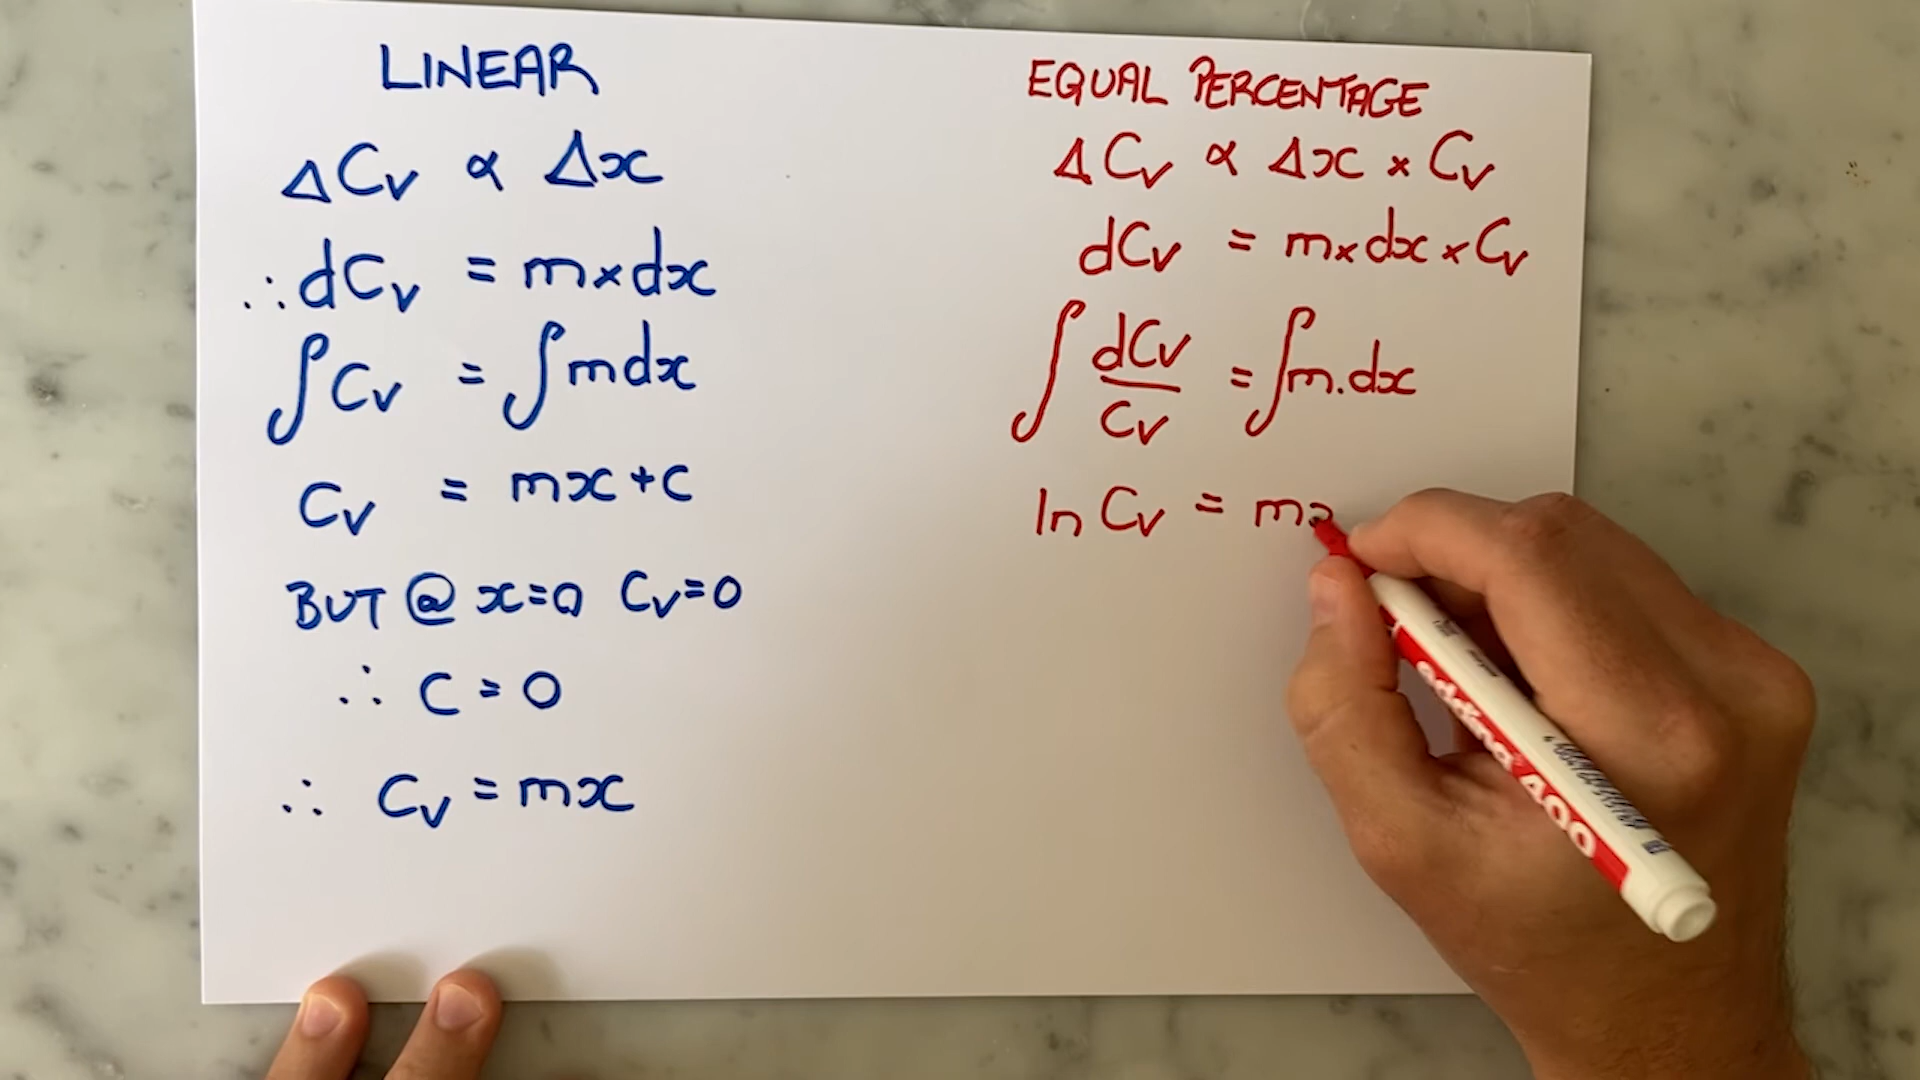 LINEAR
ΔCv ∝ Δx
∴ dCv = m×dx
∫Cv = ∫mdx
Cv = mx+c
BUT @ x=0 Cv=0
∴ C = 0
∴ Cv = mx
EQUAL PERCENTAGE
ΔCv ∝ Δx × Cv
dCv = m×dx×Cv
∫ dCv/Cv = ∫m.dx
ln Cv = m
edding 400